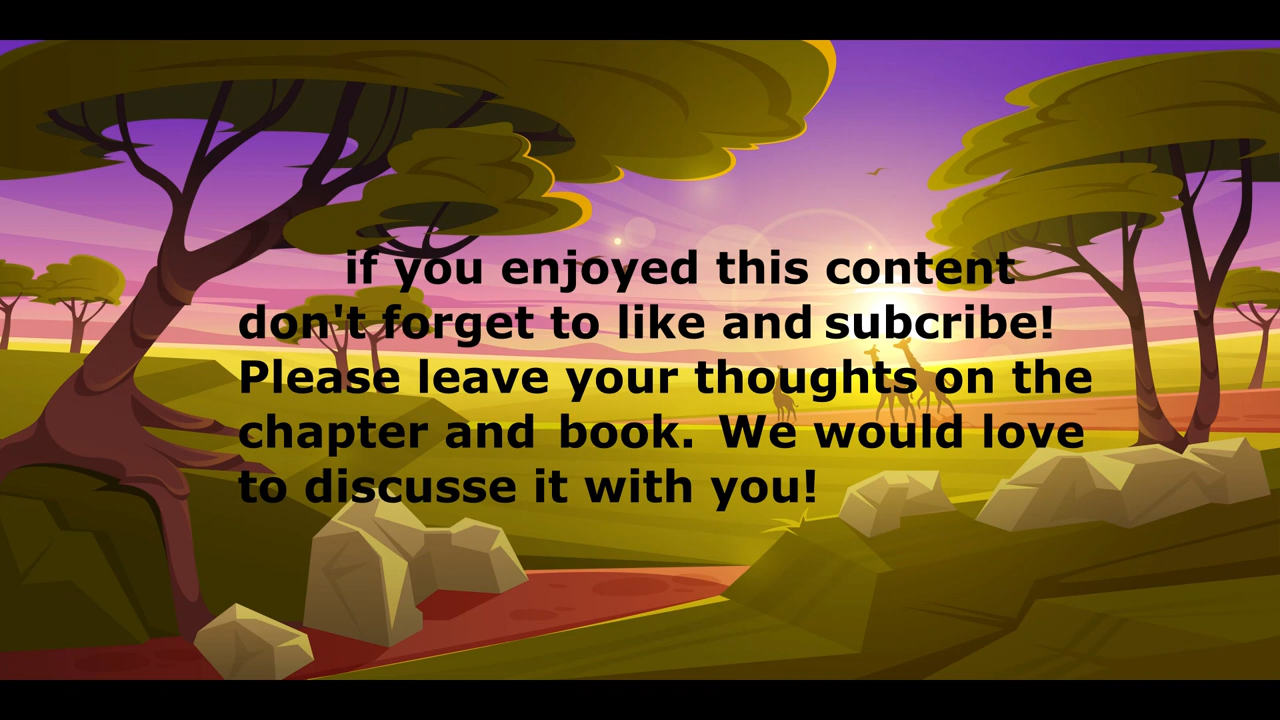 if you enjoyed this content
don't forget to like and subcribe!
Please leave your thoughts on the
chapter and book. We would love
to discusse it with you!